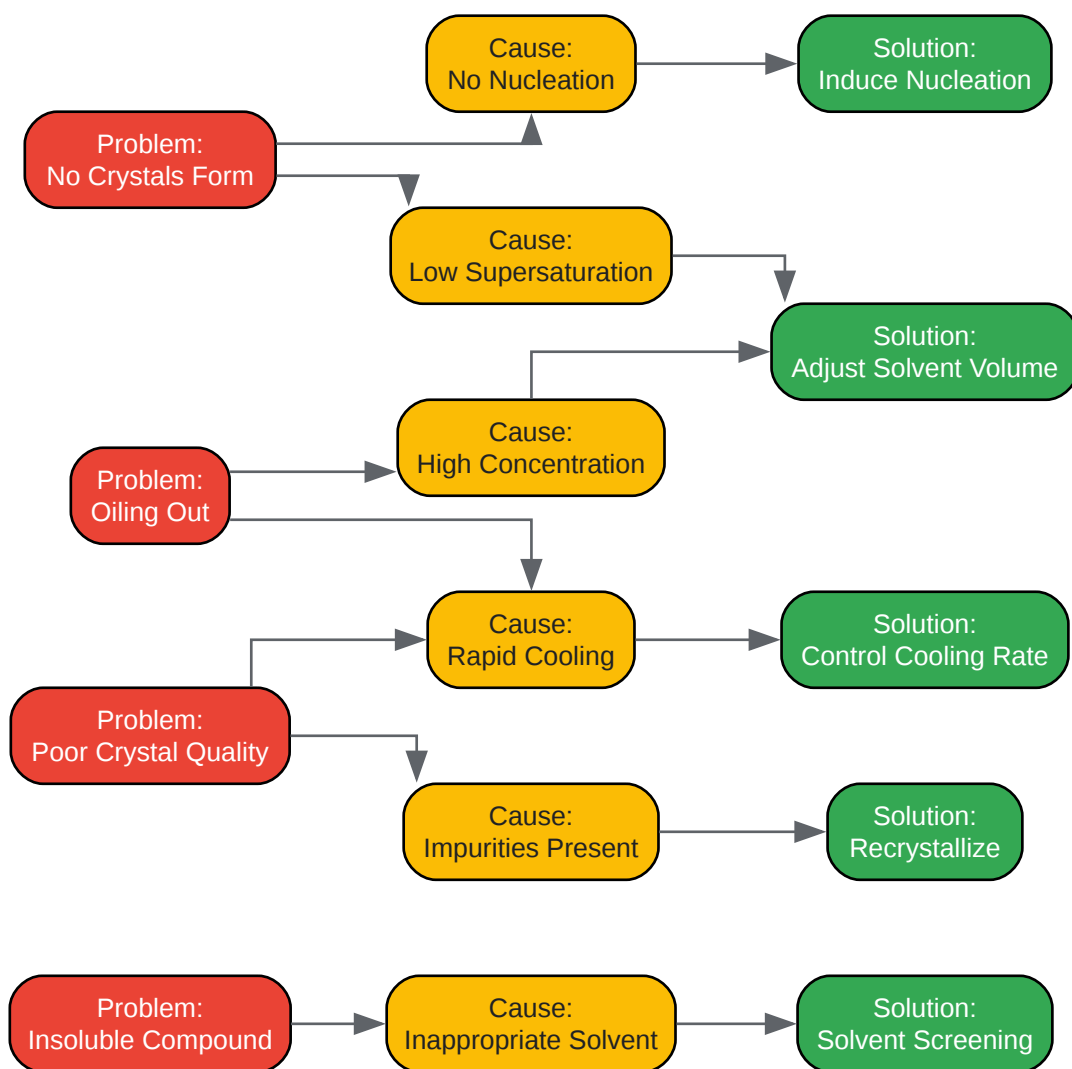 Cause:
No Nucleation
Solution:
Induce Nucleation
Problem:
No Crystals Form
Cause:
Low Supersaturation
Solution:
Adjust Solvent Volume
Cause:
High Concentration
Problem:
Oiling Out
Cause:
Rapid Cooling
Solution:
Control Cooling Rate
Problem:
Poor Crystal Quality
Cause:
Impurities Present
Solution:
Recrystallize
Problem:
Insoluble Compound
Cause:
Inappropriate Solvent
Solution:
Solvent Screening